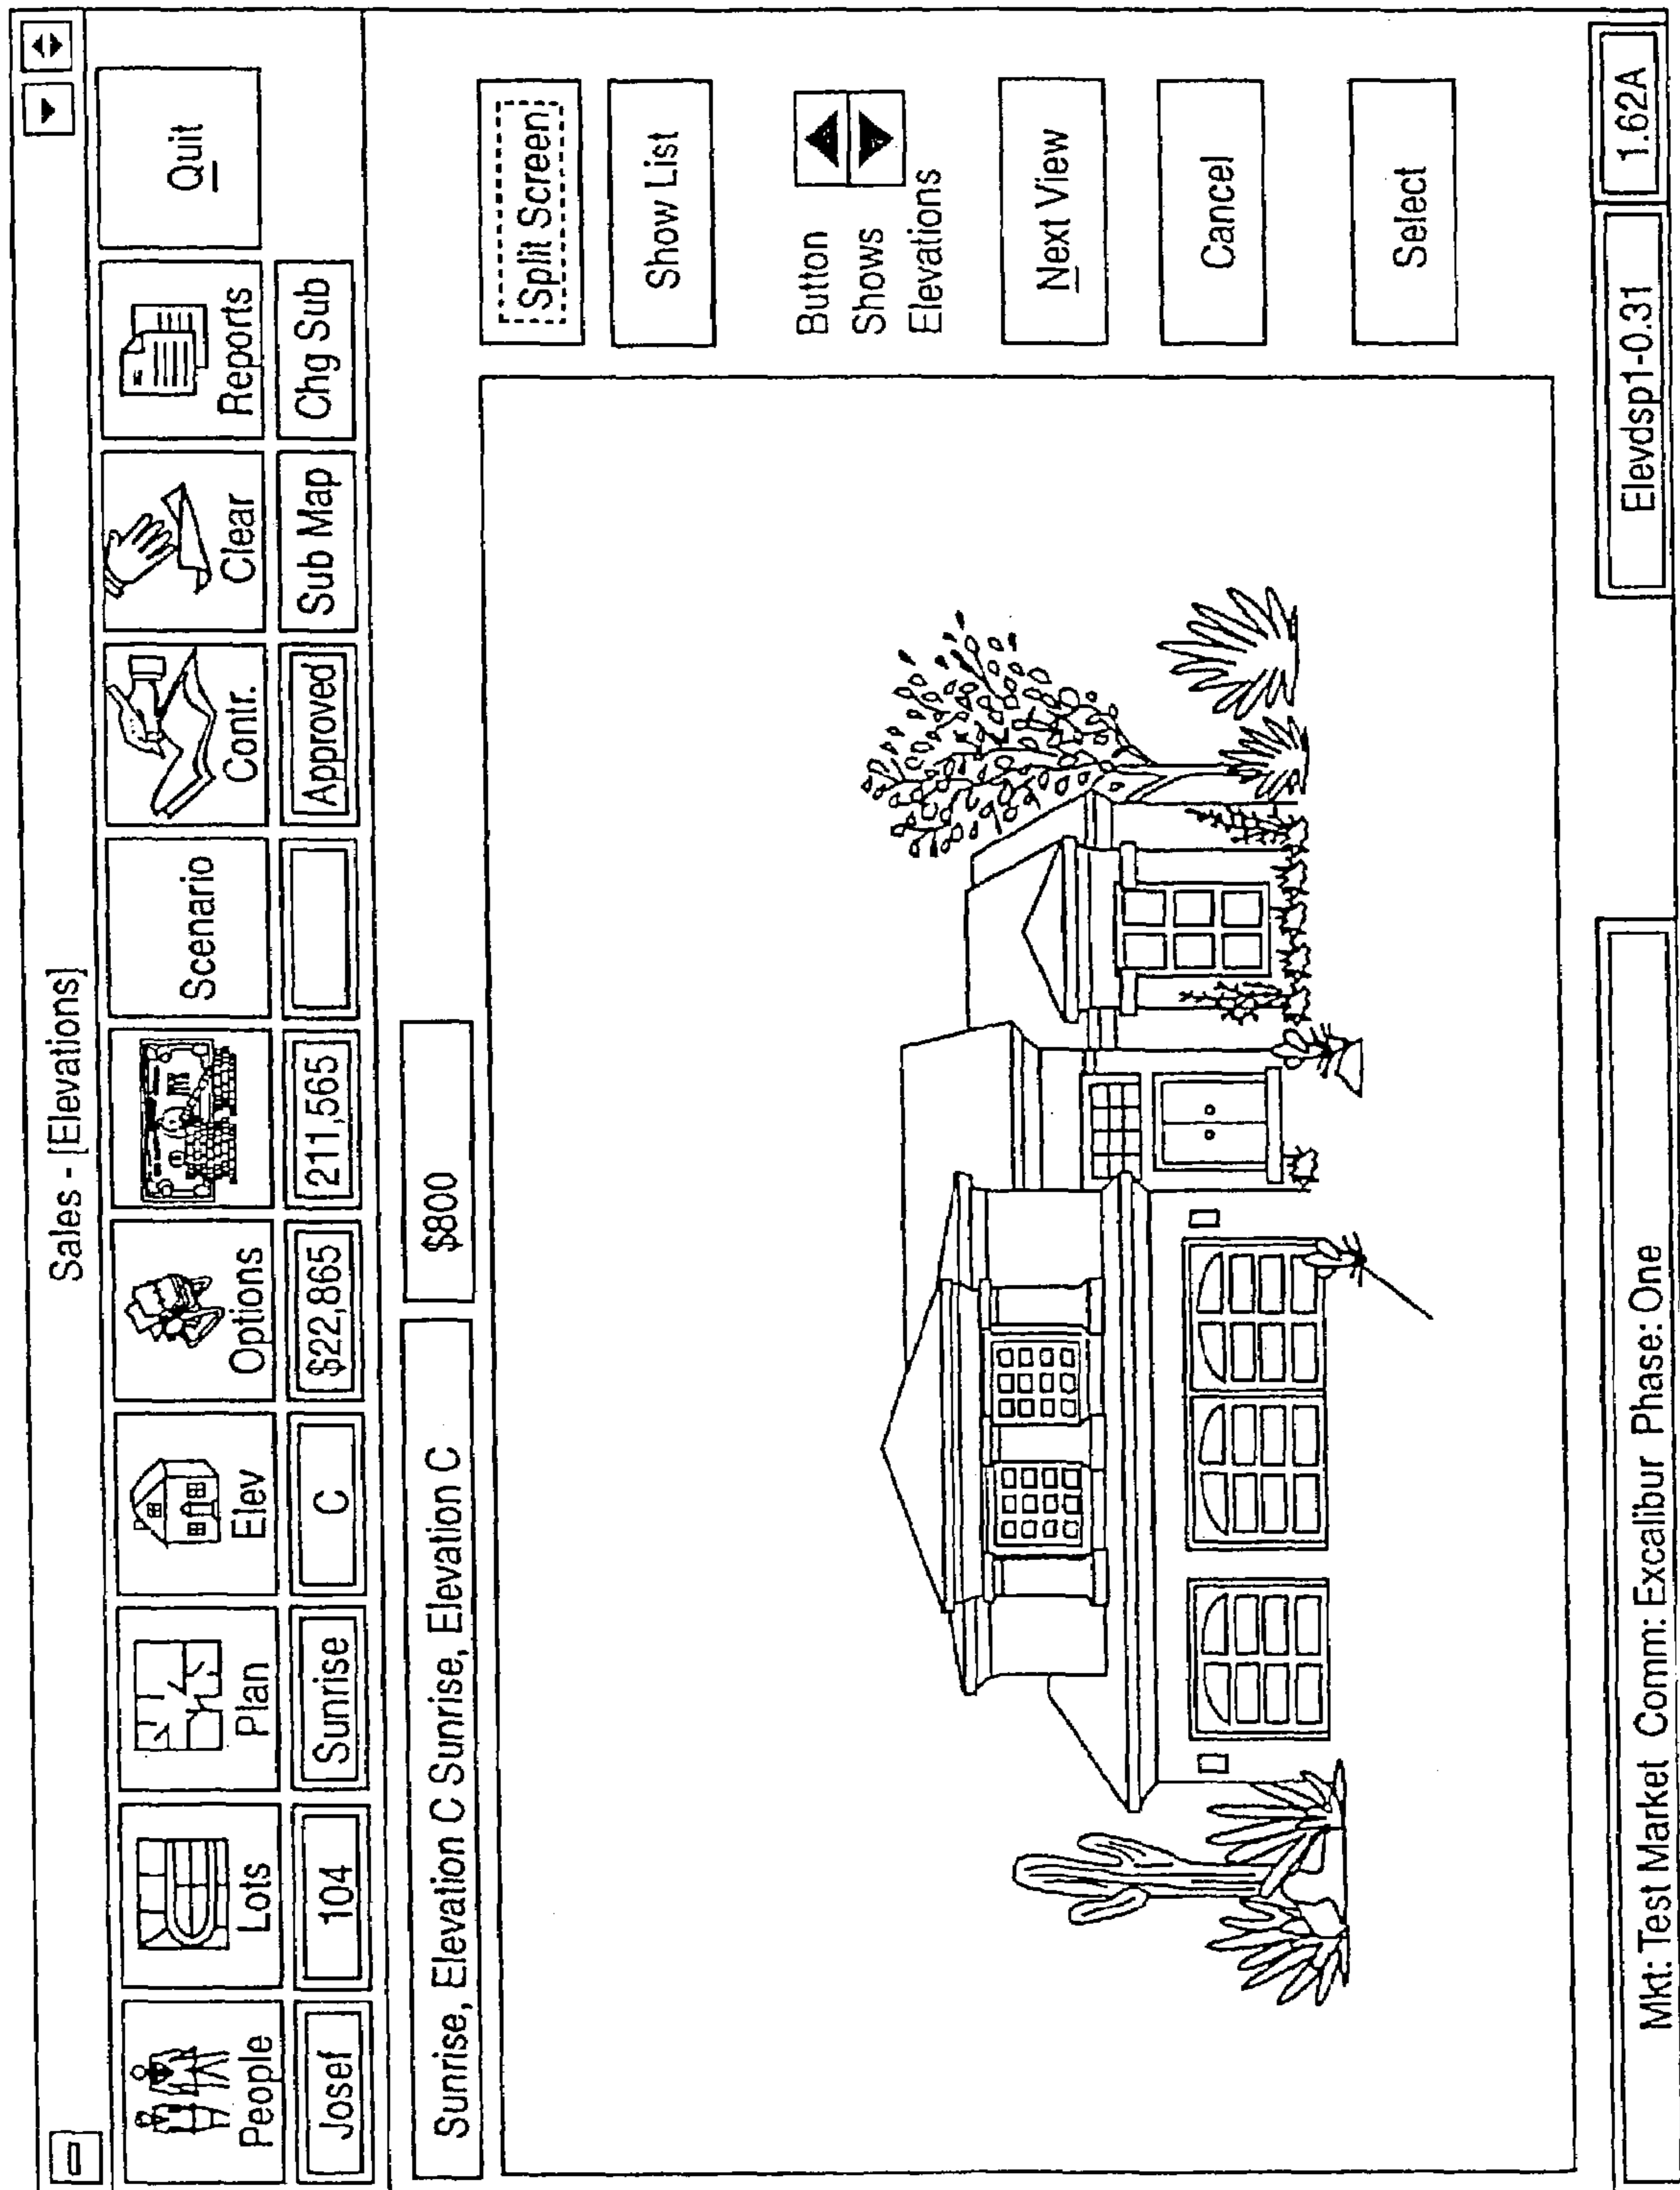 Sales - [Elevations]
People
Lots
Plan
Elev
Options
Scenario
Contr.
Clear
Reports
Quit
Josef
104
Sunrise
C
$22,865
211,565
Approved
Sub Map
Chg Sub
Sunrise, Elevation C Sunrise, Elevation C
$800
Split Screen
Show List
Button
Shows
Elevations
Next View
Cancel
Select
Mkt: Test Market Comm: Excalibur Phase: One
Elevdsp1-0.31
1.62A